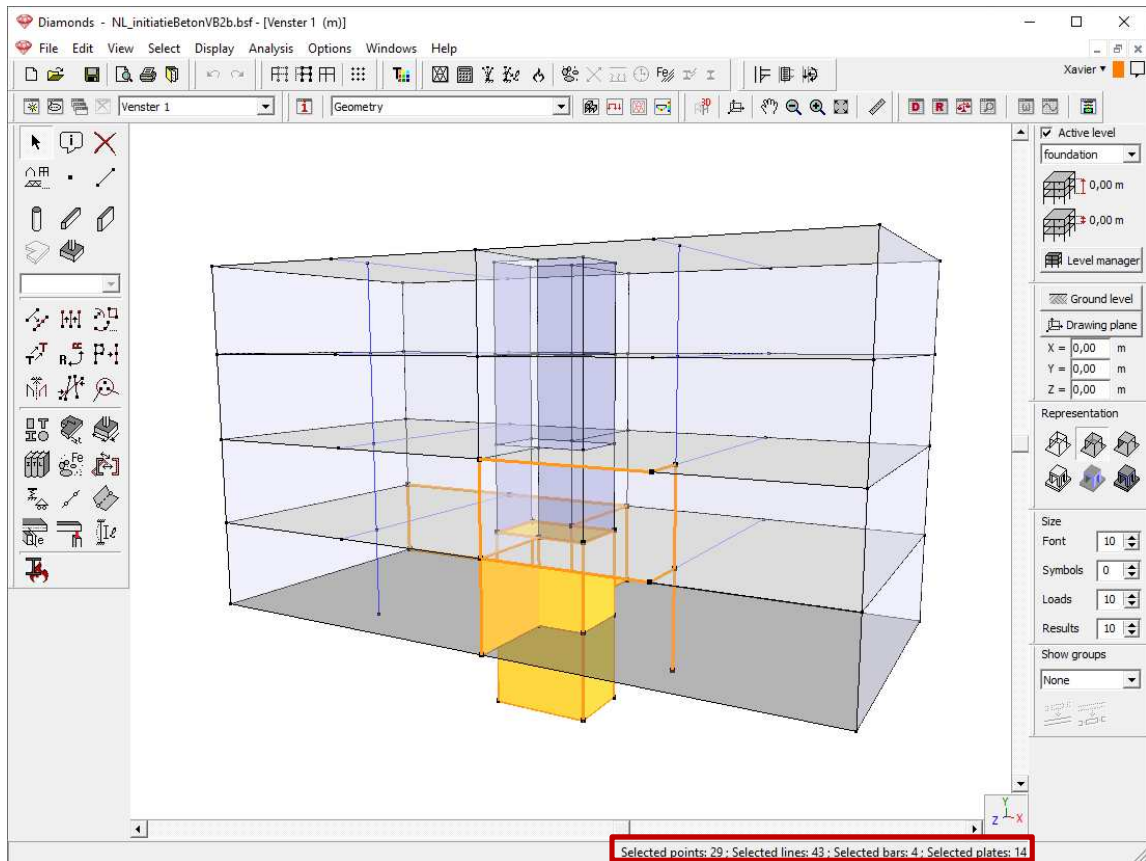 Diamonds - NL_initiatieBetonVB2b.bsf - [Venster 1 (m)]
File Edit View Select Display Analysis Options Windows Help
Xavier
Venster 1
1
Geometry
3D
D
R
Active level
foundation
0,00 m
0,00 m
Level manager
Ground level
Drawing plane
X = 0,00 m
Y = 0,00 m
Z = 0,00 m
Representation
Size
Font 10
Symbols 0
Loads 10
Results 10
Show groups
None
Y
Z X
Selected points: 29 ; Selected lines: 43 ; Selected bars: 4 ; Selected plates: 14